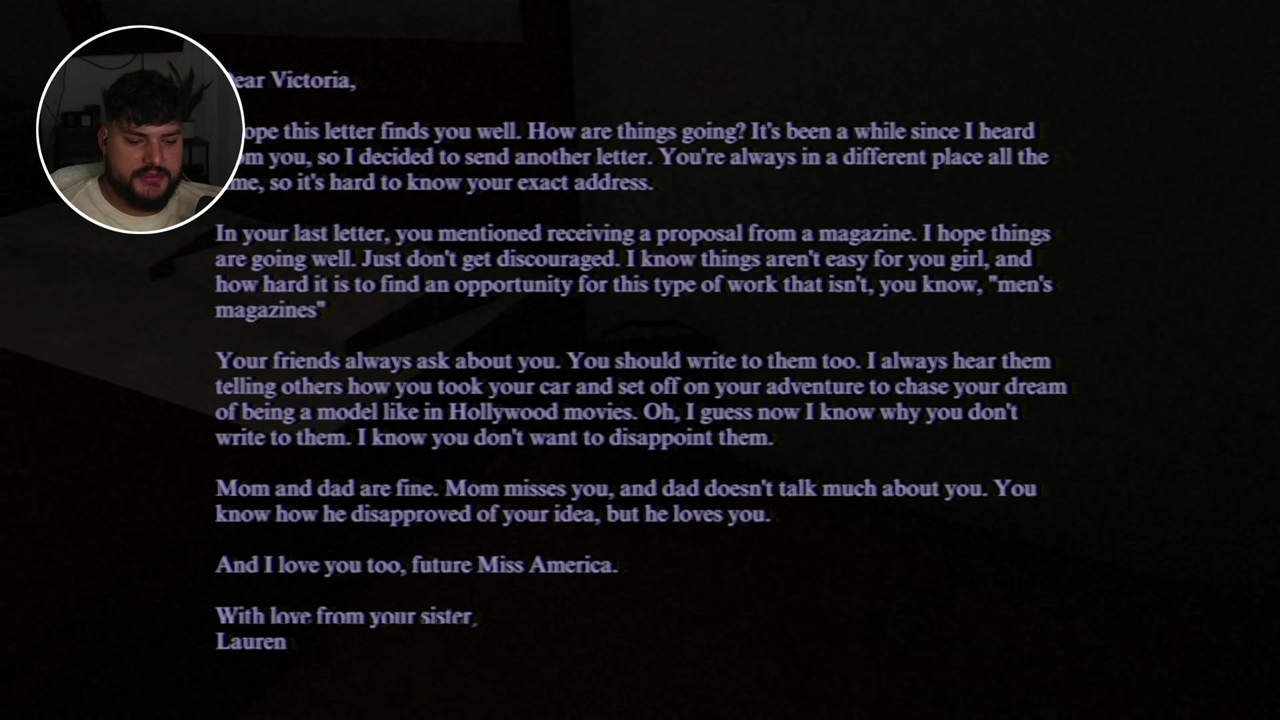 ear Victoria,
ope this letter finds you well. How are things going? It's been a while since I heard
om you, so I decided to send another letter. You're always in a different place all the
me, so it's hard to know your exact address.
In your last letter, you mentioned receiving a proposal from a magazine. I hope things
are going well. Just don't get discouraged. I know things aren't easy for you girl, and
how hard it is to find an opportunity for this type of work that isn't, you know, "men's
magazines"
Your friends always ask about you. You should write to them too. I always hear them
telling others how you took your car and set off on your adventure to chase your dream
of being a model like in Hollywood movies. Oh, I guess now I know why you don't
write to them. I know you don't want to disappoint them.
Mom and dad are fine. Mom misses you, and dad doesn't talk much about you. You
know how he disapproved of your idea, but he loves you.
And I love you too, future Miss America.
With love from your sister,
Lauren